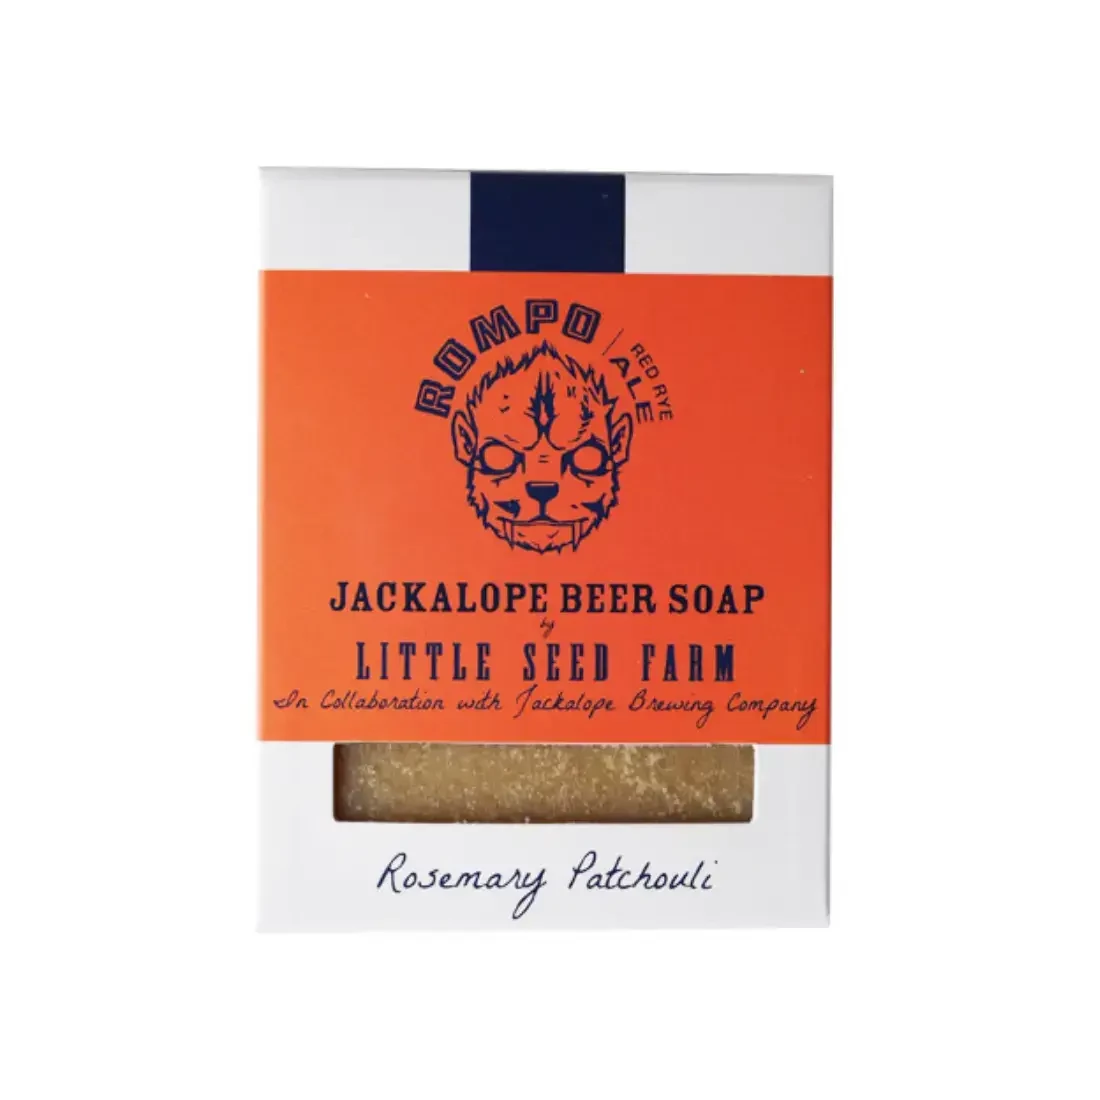 ROMPO
RED RYE
ALE
JACKALOPE BEER SOAP
by
LITTLE SEED FARM
In Collaboration with Jackalope Brewing Company
Rosemary Patchouli